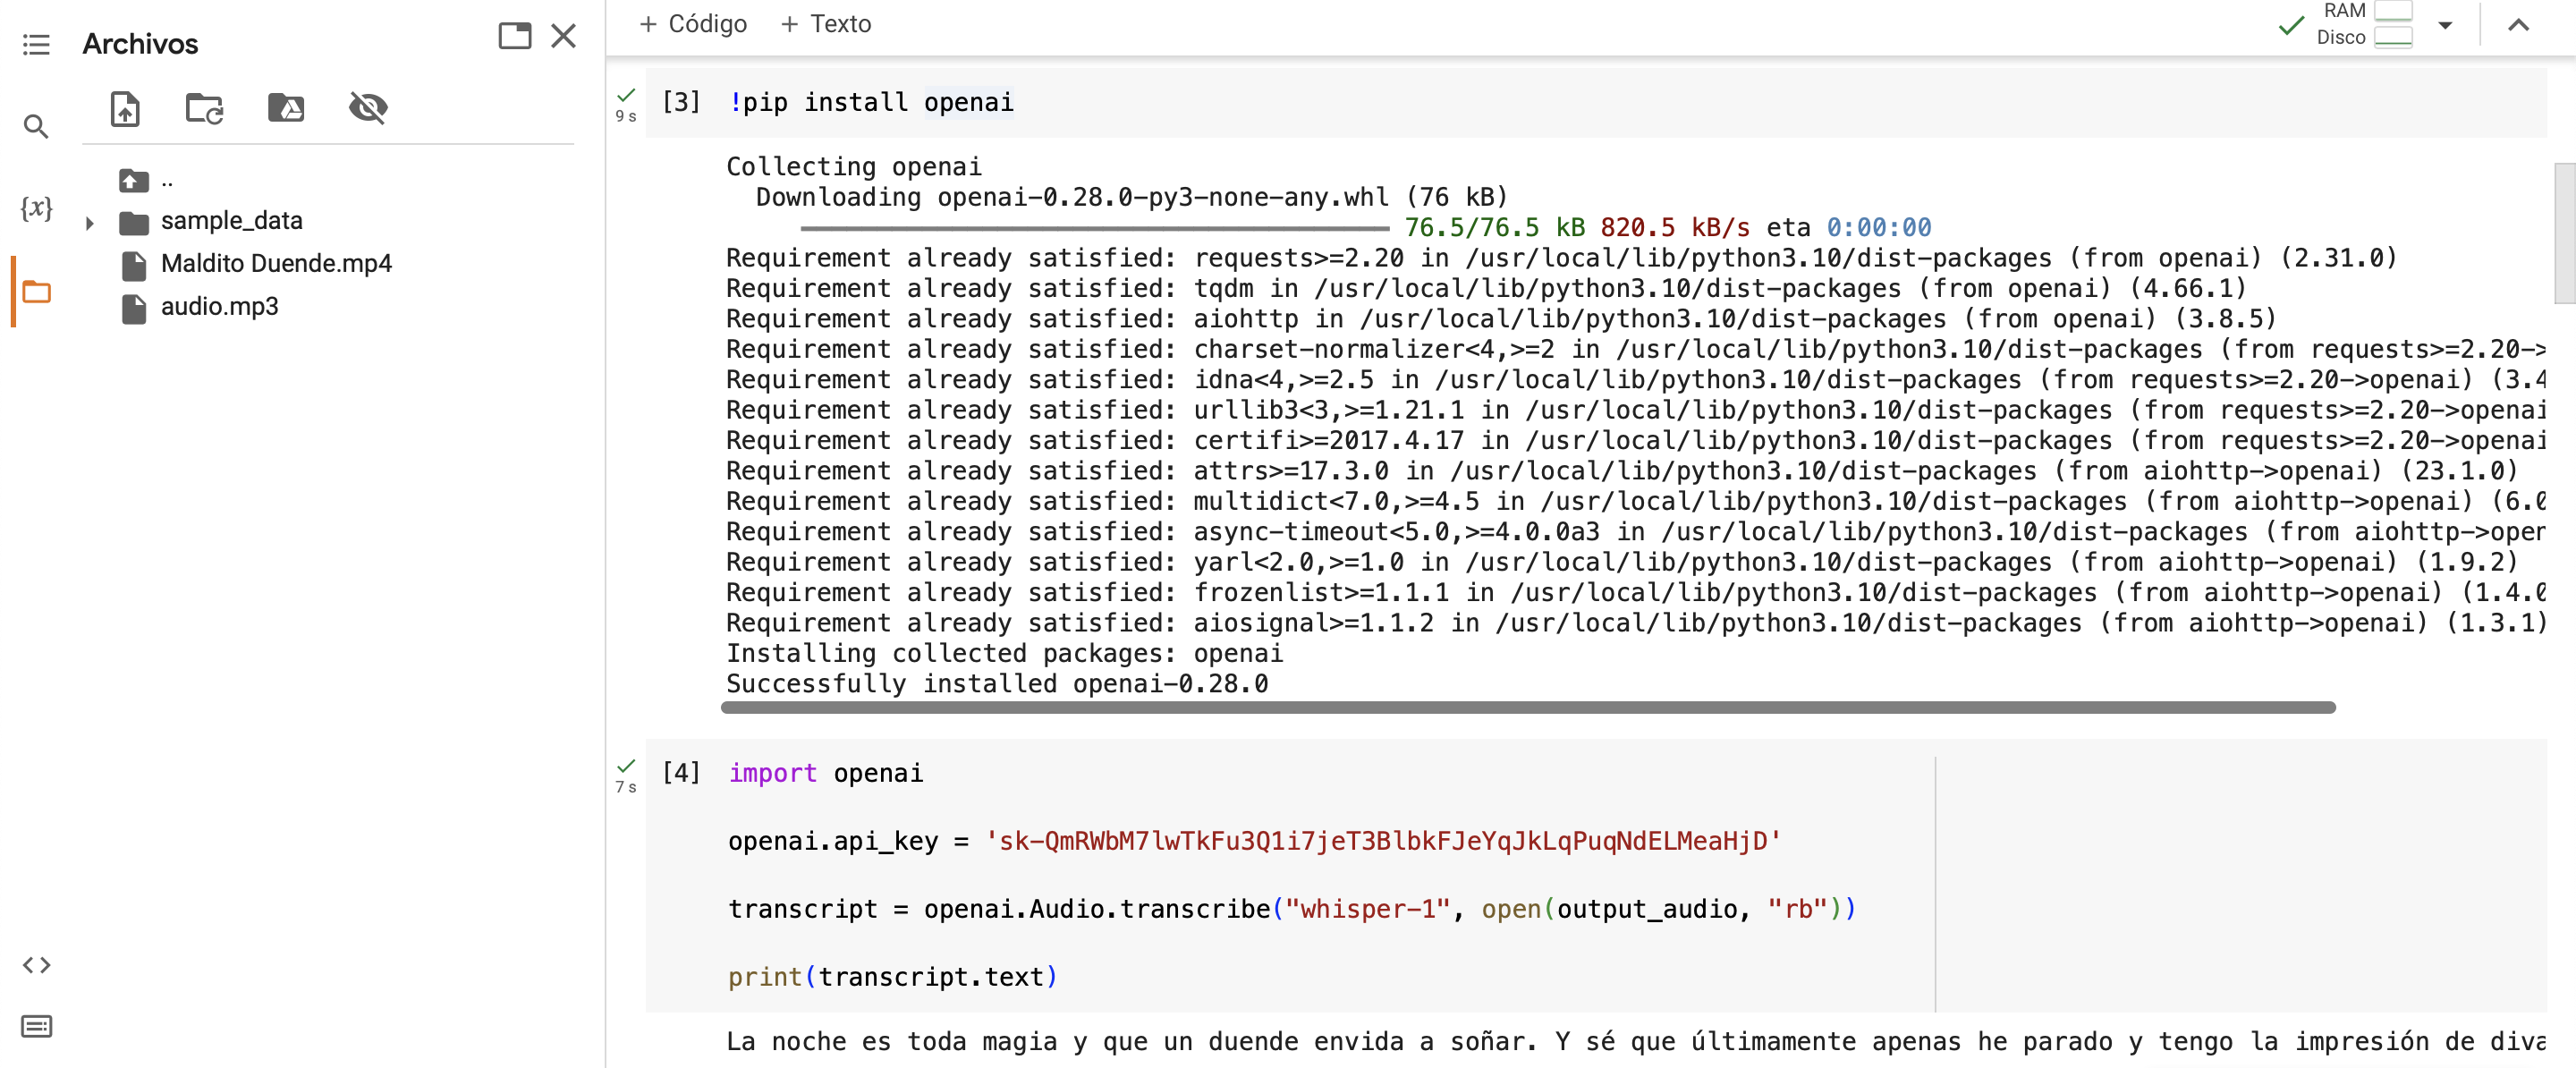 Archivos
..
sample_data
Maldito Duende.mp4
audio.mp3
{x}
<>
+ Código + Texto
RAM
Disco
9 s
[3] !pip install openai
Collecting openai
Downloading openai-0.28.0-py3-none-any.whl (76 kB)
76.5/76.5 kB 820.5 kB/s eta 0:00:00
Requirement already satisfied: requests>=2.20 in /usr/local/lib/python3.10/dist-packages (from openai) (2.31.0)
Requirement already satisfied: tqdm in /usr/local/lib/python3.10/dist-packages (from openai) (4.66.1)
Requirement already satisfied: aiohttp in /usr/local/lib/python3.10/dist-packages (from openai) (3.8.5)
Requirement already satisfied: charset-normalizer<4,>=2 in /usr/local/lib/python3.10/dist-packages (from requests>=2.20->
Requirement already satisfied: idna<4,>=2.5 in /usr/local/lib/python3.10/dist-packages (from requests>=2.20->openai) (3.4
Requirement already satisfied: urllib3<3,>=1.21.1 in /usr/local/lib/python3.10/dist-packages (from requests>=2.20->openai
Requirement already satisfied: certifi>=2017.4.17 in /usr/local/lib/python3.10/dist-packages (from requests>=2.20->openai
Requirement already satisfied: attrs>=17.3.0 in /usr/local/lib/python3.10/dist-packages (from aiohttp->openai) (23.1.0)
Requirement already satisfied: multidict<7.0,>=4.5 in /usr/local/lib/python3.10/dist-packages (from aiohttp->openai) (6.0
Requirement already satisfied: async-timeout<5.0,>=4.0.0a3 in /usr/local/lib/python3.10/dist-packages (from aiohttp->open
Requirement already satisfied: yarl<2.0,>=1.0 in /usr/local/lib/python3.10/dist-packages (from aiohttp->openai) (1.9.2)
Requirement already satisfied: frozenlist>=1.1.1 in /usr/local/lib/python3.10/dist-packages (from aiohttp->openai) (1.4.0
Requirement already satisfied: aiosignal>=1.1.2 in /usr/local/lib/python3.10/dist-packages (from aiohttp->openai) (1.3.1)
Installing collected packages: openai
Successfully installed openai-0.28.0
7 s
[4] import openai
openai.api_key = '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'
transcript = openai.Audio.transcribe("whisper-1", open(output_audio, "rb"))
print(transcript.text)
La noche es toda magia y que un duende envida a soñar. Y sé que últimamente apenas he parado y tengo la impresión de diva